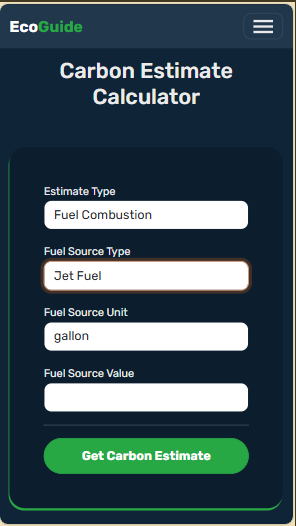 EcoGuide
Carbon Estimate
Calculator
Estimate Type
Fuel Combustion
Fuel Source Type
Jet Fuel
Fuel Source Unit
gallon
Fuel Source Value
Get Carbon Estimate